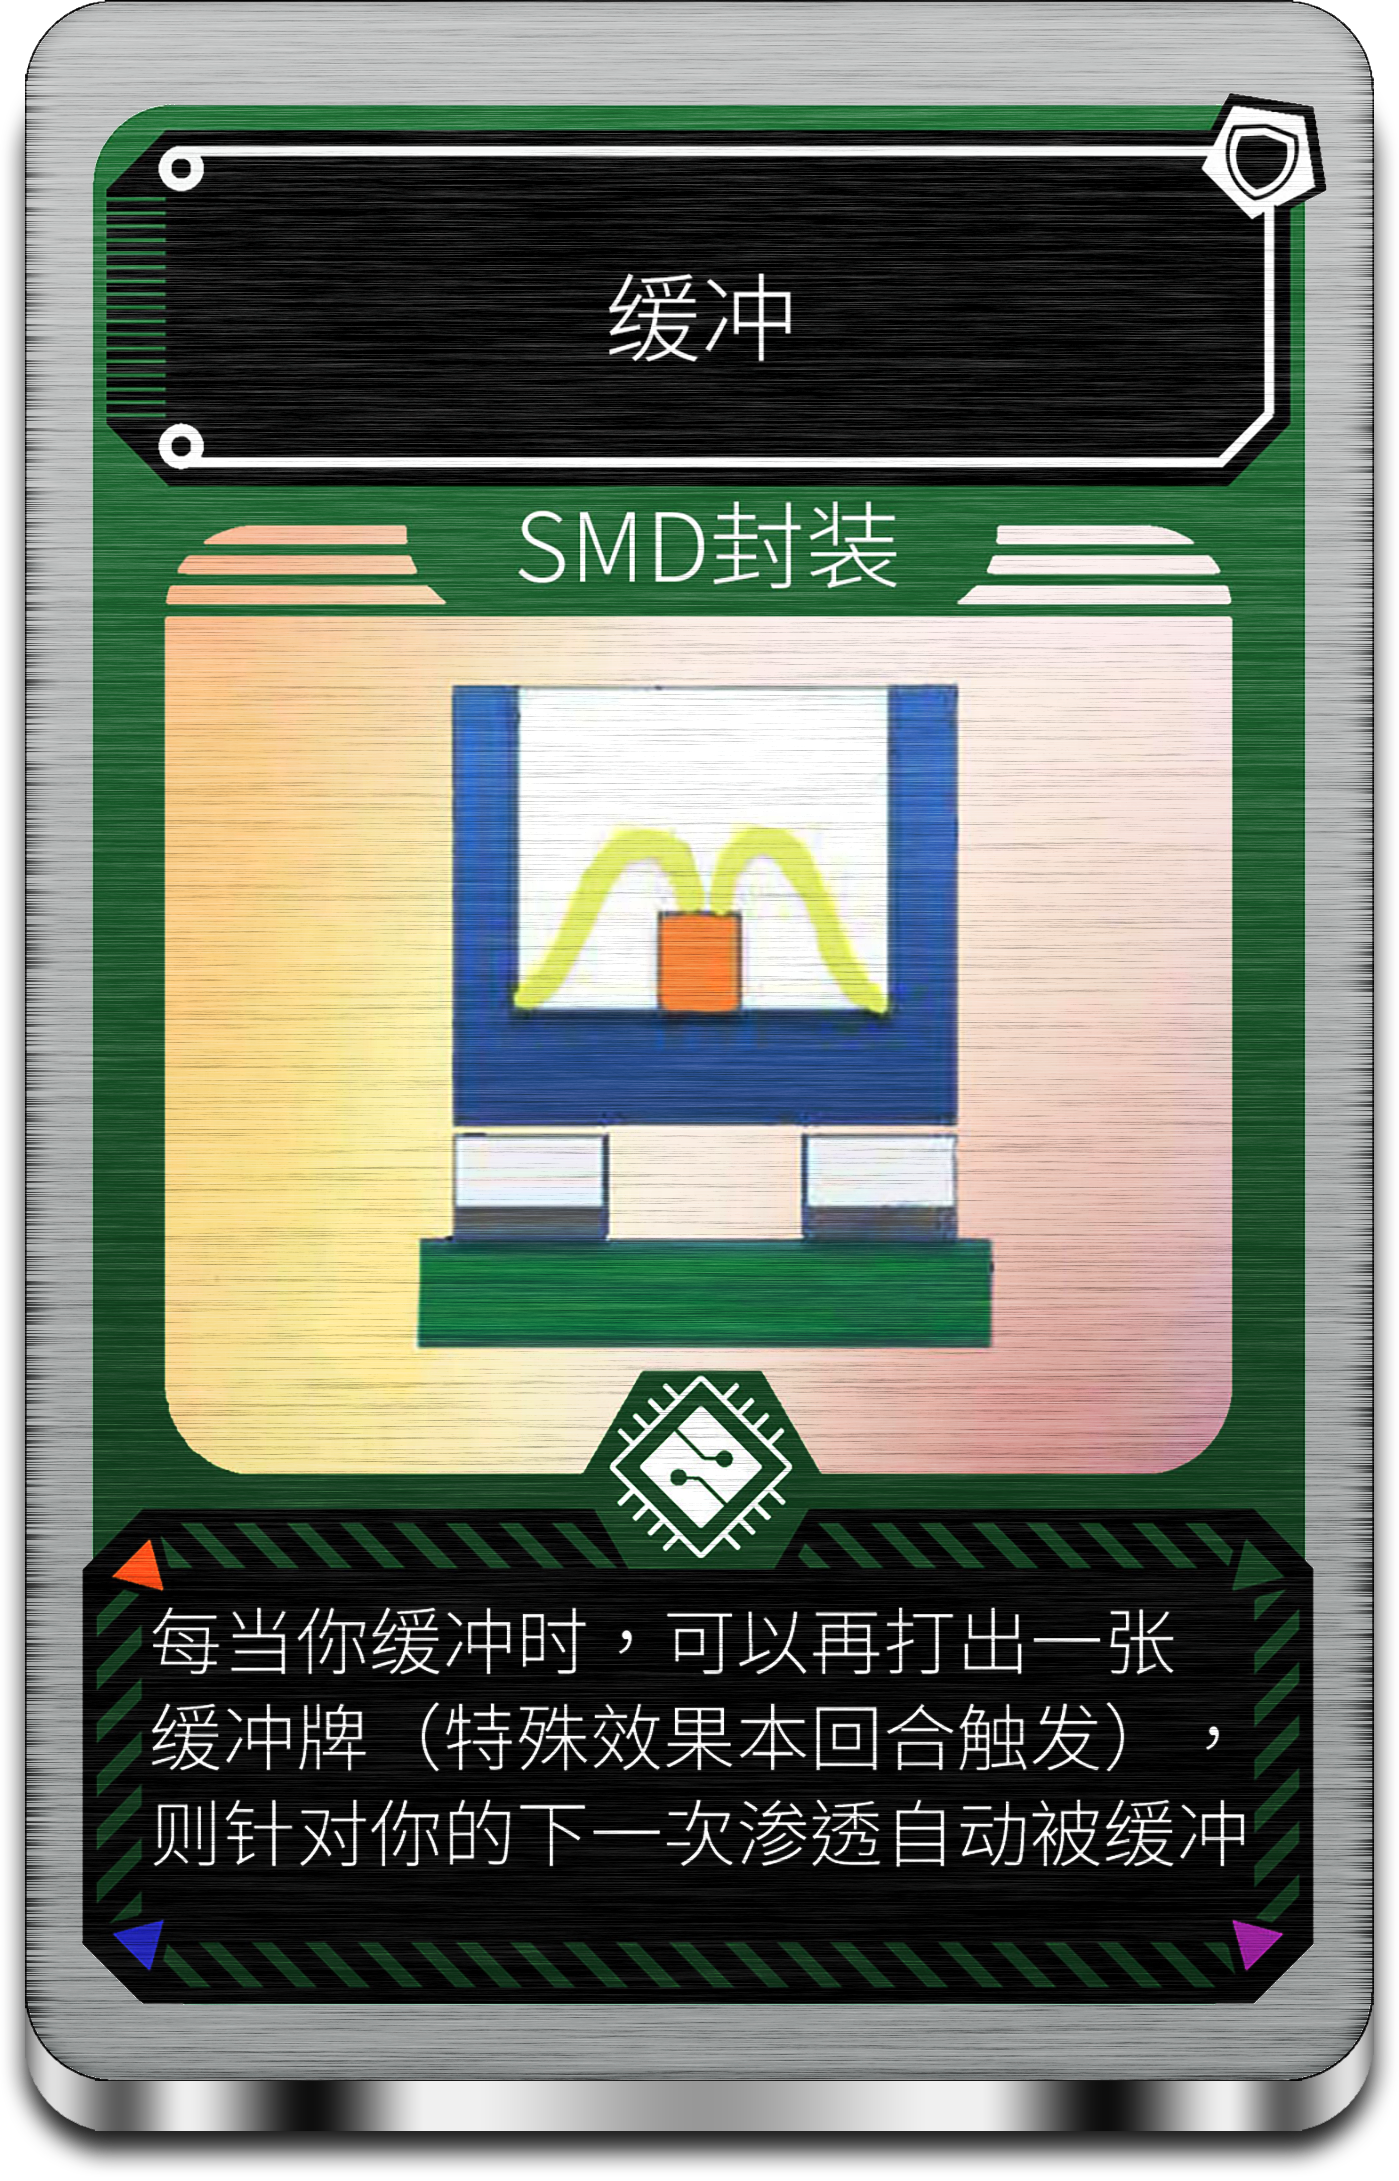 缓冲
SMD封装
每当你缓冲时，可以再打出一张
缓冲牌（特殊效果本回合触发），
则针对你的下一次渗透自动被缓冲